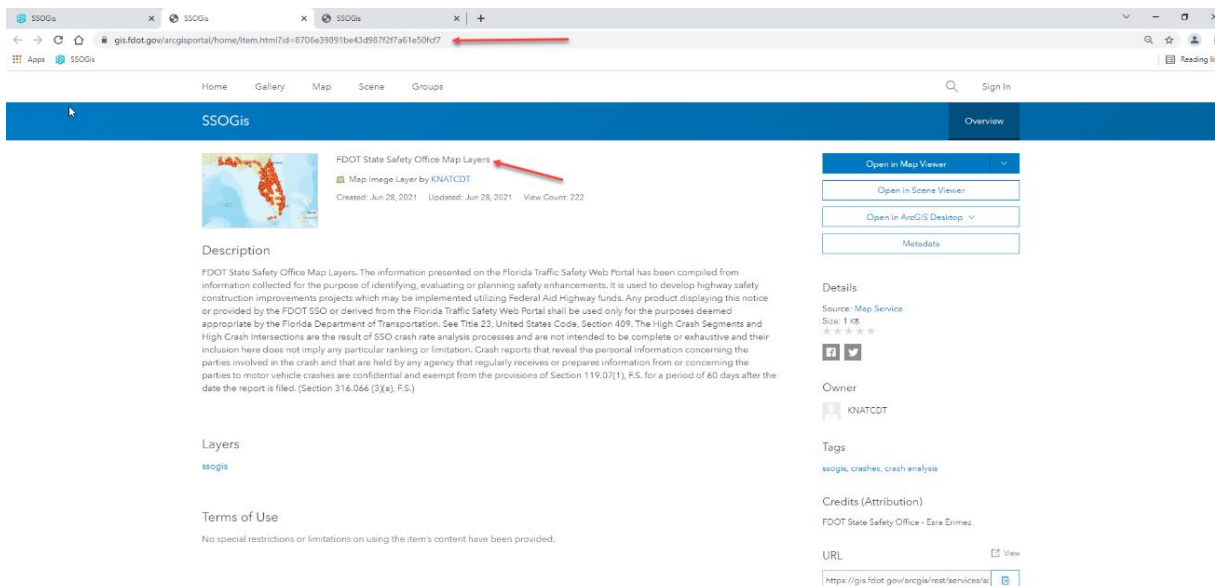 SSOGis
SSOGis
SSOGis
gis.fdot.gov/arcgisportal/home/item.html?id=8706e39891be43d987f2f7a61e50fcf7
Apps SSOGis Reading li
Home Gallery Map Scene Groups Sign In
SSOGis Overview
FDOT State Safety Office Map Layers
Map Image Layer by KNATCDT
Created: Jun 28, 2021 Updated: Jun 28, 2021 View Count: 222
Open in Map Viewer
Open in Scene Viewer
Open in ArcGIS Desktop
Metadata
Description
FDOT State Safety Office Map Layers. The information presented on the Florida Traffic Safety Web Portal has been compiled from
information collected for the purpose of identifying, evaluating or planning safety enhancements. It is used to develop highway safety
construction improvements projects which may be implemented utilizing Federal Aid Highway funds. Any product displaying this notice
or provided by the FDOT SSO or derived from the Florida Traffic Safety Web Portal shall be used only for the purposes deemed
appropriate by the Florida Department of Transportation. See Title 23, United States Code, Section 409. The High Crash Segments and
High Crash Intersections are the result of SSO crash rate analysis processes and are not intended to be complete or exhaustive and their
inclusion here does not imply any particular ranking or limitation. Crash reports that reveal the personal information concerning the
parties involved in the crash and that are held by any agency that regularly receives or prepares information from or concerning the
parties to motor vehicle crashes are confidential and exempt from the provisions of Section 119.07(1), F.S. for a period of 60 days after the
date the report is filed. (Section 316.066 (3)(a), F.S.)
Layers
ssogis
Terms of Use
No special restrictions or limitations on using the item's content have been provided.
Details
Source: Map Service
Size: 1 KB
Owner
KNATCDT
Tags
ssogis, crashes, crash analysis
Credits (Attribution)
FDOT State Safety Office - Esra Erimez
URL View
https://gis.fdot.gov/arcgis/rest/services/s